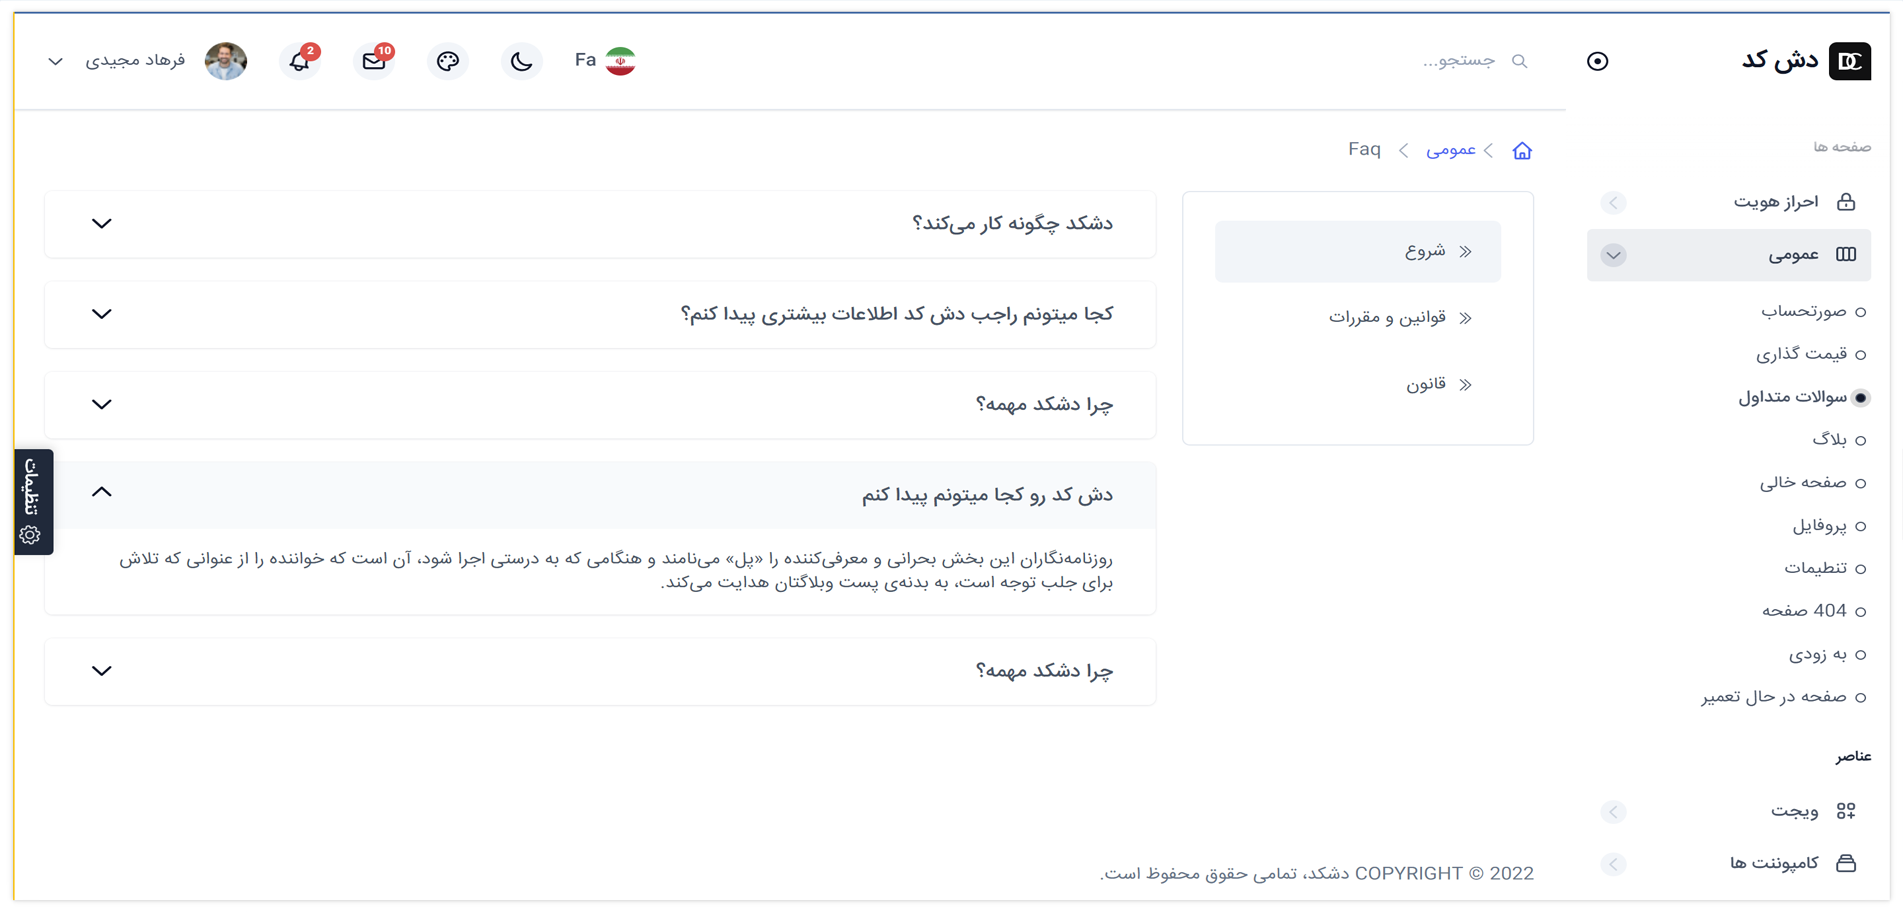 دش کد
جستجو...
Fa
10
2
فرهاد مجیدی
صفحه ها
احراز هویت
عمومی
صورتحساب
قیمت گذاری
سوالات متداول
بلاگ
صفحه خالی
پروفایل
تنطیمات
404 صفحه
به زودی
صفحه در حال تعمیر
عناصر
ویجت
کامپوننت ها
عمومی
Faq
شروع
قوانین و مقررات
قانون
دشکد چگونه کار می‌کند؟
کجا میتونم راجب دش کد اطلاعات بیشتری پیدا کنم؟
چرا دشکد مهمه؟
دش کد رو کجا میتونم پیدا کنم
روزنامه‌نگاران این بخش بحرانی و معرفی‌کننده را «پل» می‌نامند و هنگامی که به درستی اجرا شود، آن است که خواننده را از عنوانی که تلاش
برای جلب توجه است، به بدنه‌ی پست وبلاگتان هدایت می‌کند.
چرا دشکد مهمه؟
تنظیمات
COPYRIGHT © 2022 دشکد، تمامی حقوق محفوظ است.